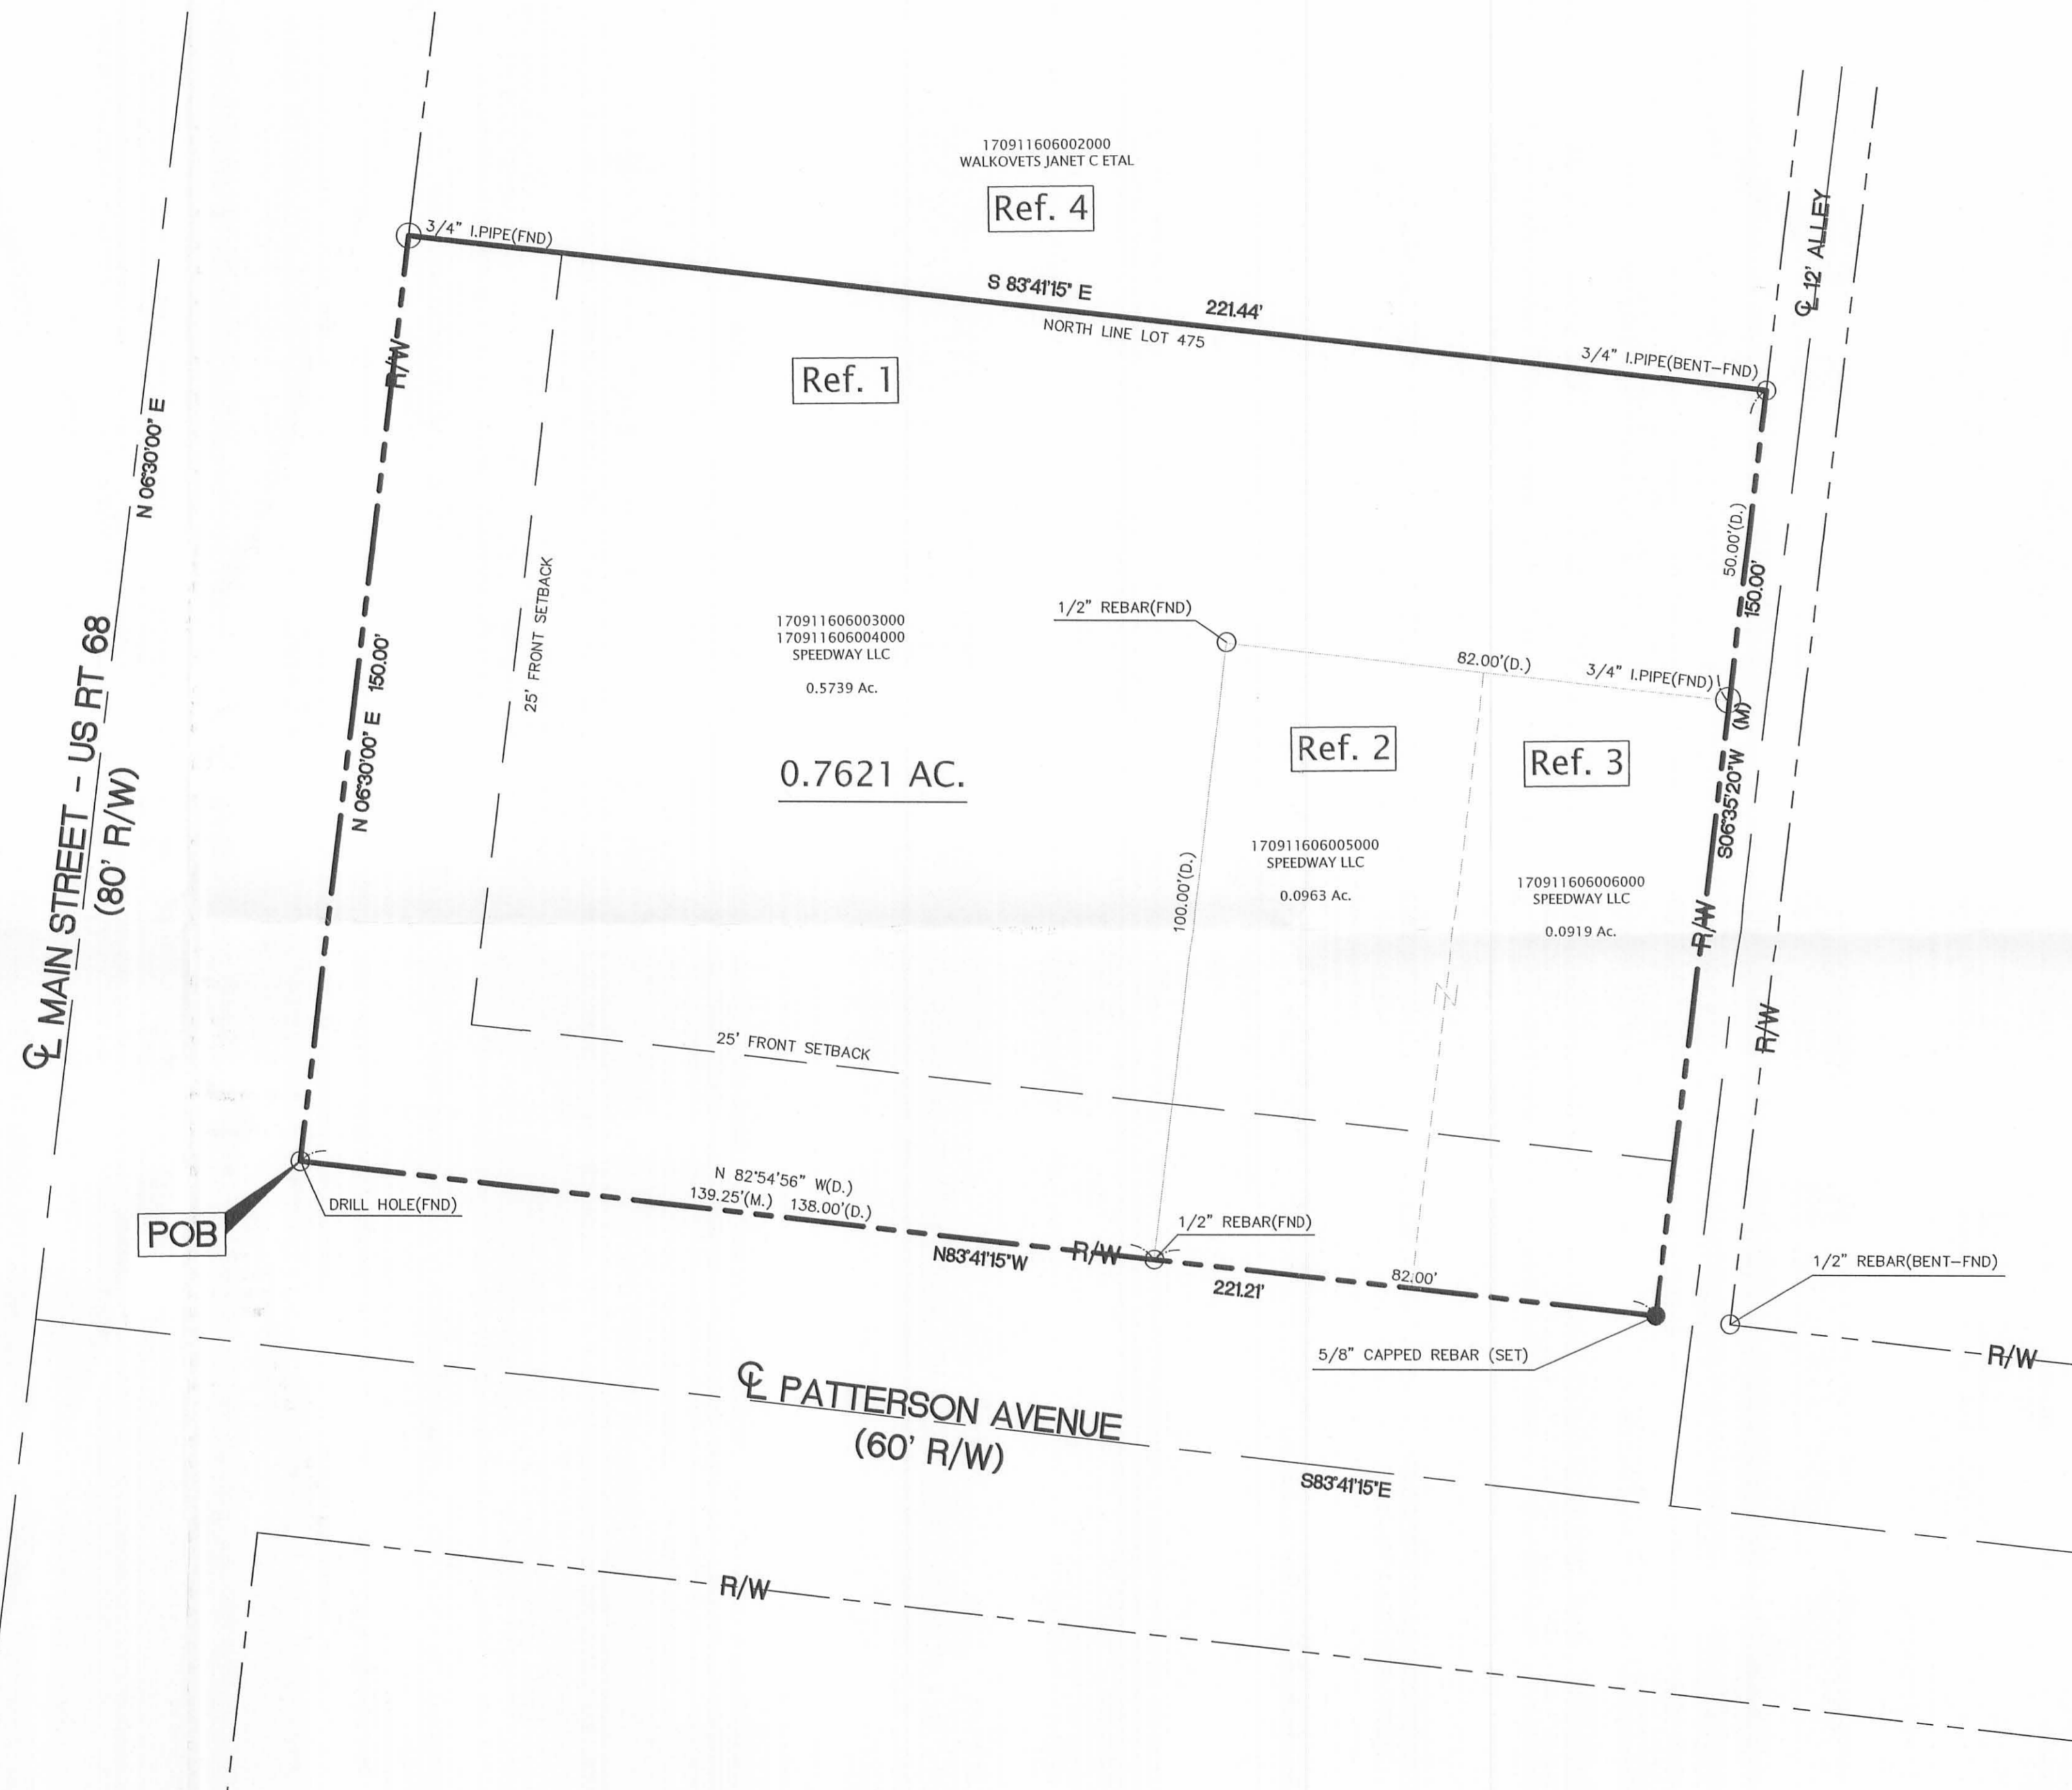 170911606002000
WALKOVETS JANET C ETAL
Ref. 4
3/4" I.PIPE(FND)
S 83°41'15" E 221.44'
NORTH LINE LOT 475
3/4" I.PIPE(BENT-FND)
℄ 12' ALLEY
R/W
Ref. 1
N 06°30'00" E
50.00'(D.)
150.00'
25' FRONT SETBACK
1/2" REBAR(FND)
170911606003000
170911606004000
SPEEDWAY LLC
0.5739 Ac.
82.00'(D.)
3/4" I.PIPE(FND)
N 06°30'00" E 150.00'
℄ MAIN STREET - US RT 68
(80' R/W)
0.7621 AC.
Ref. 2
Ref. 3
S06°35'20"W (M)
100.00'(D.)
170911606005000
SPEEDWAY LLC
0.0963 Ac.
170911606006000
SPEEDWAY LLC
0.0919 Ac.
R/W
R/W
25' FRONT SETBACK
N 82°54'56" W(D.)
139.25'(M.) 138.00'(D.)
DRILL HOLE(FND)
POB
1/2" REBAR(FND)
N83°41'15"W
R/W
221.21'
82.00'
1/2" REBAR(BENT-FND)
5/8" CAPPED REBAR (SET)
R/W
℄ PATTERSON AVENUE
(60' R/W)
S83°41'15"E
R/W